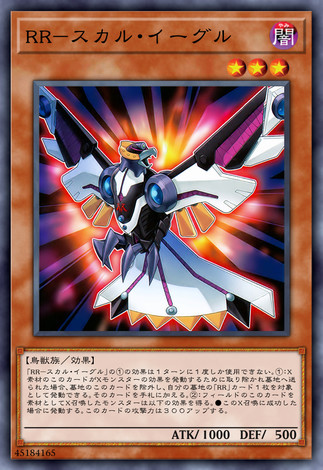 RR－スカル・イーグル
やみ
闇
【鳥獣族／効果】
「RR－スカル・イーグル」の①の効果は１ターンに１度しか使用できない。①：X
素材のこのカードがXモンスターの効果を発動するために取り除かれ墓地へ送
られた場合、墓地のこのカードを除外し、自分の墓地の「RR」カード１枚を対象
として発動できる。そのカードを手札に加える。②：フィールドのこのカードを
素材としてX召喚したモンスターは以下の効果を得る。●このX召喚に成功した
場合に発動する。このカードの攻撃力は３００アップする。
ATK/ 1000 DEF/ 500
45184165